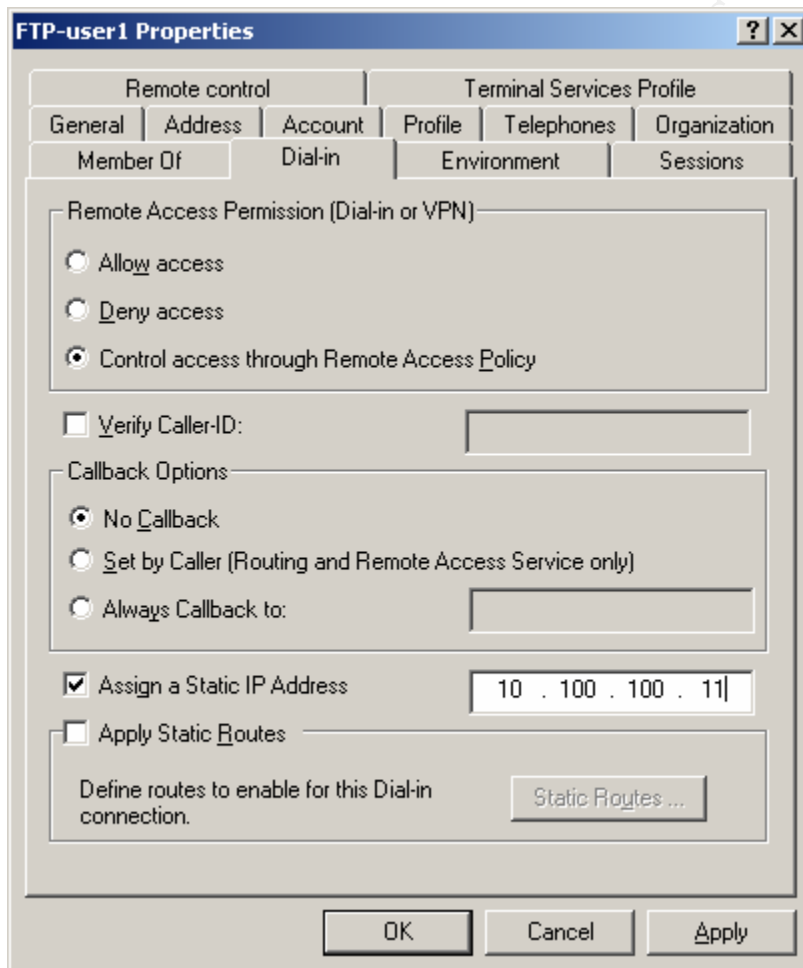 FTP-user1 Properties
Remote control Terminal Services Profile
General Address Account Profile Telephones Organization
Member Of Dial-in Environment Sessions
Remote Access Permission (Dial-in or VPN)
Allow access
Deny access
Control access through Remote Access Policy
Verify Caller-ID:
Callback Options
No Callback
Set by Caller (Routing and Remote Access Service only)
Always Callback to:
Assign a Static IP Address 10 . 100 . 100 . 11
Apply Static Routes
Define routes to enable for this Dial-in
connection.
Static Routes ...
OK Cancel Apply